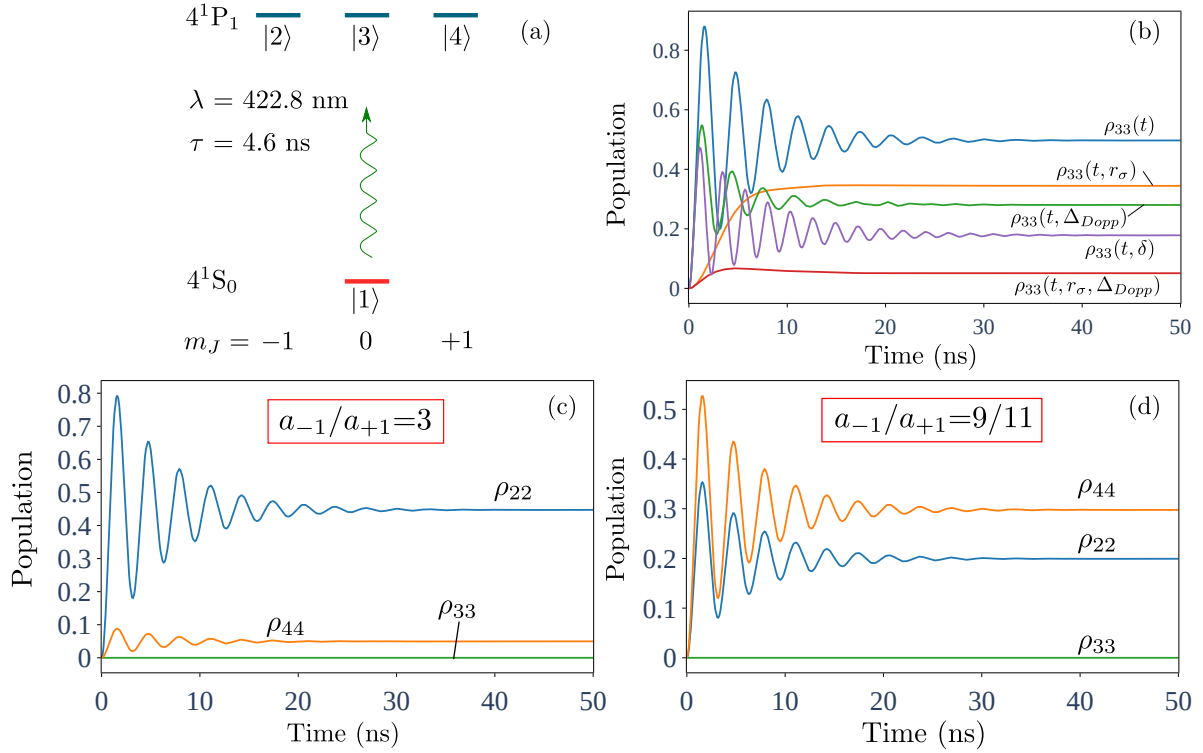 4¹P₁
|2⟩ |3⟩ |4⟩
(a)
λ = 422.8 nm
τ = 4.6 ns
4¹S₀
|1⟩
m_J = −1 0 +1
(b)
Population
0.8
0.6
0.4
0.2
0
ρ₃₃(t)
ρ₃₃(t, r_σ)
ρ₃₃(t, Δ_Dopp)
ρ₃₃(t, δ)
ρ₃₃(t, r_σ, Δ_Dopp)
0 10 20 30 40 50
Time (ns)
(c)
a₋₁/a₊₁=3
Population
0.8
0.7
0.6
0.5
0.4
0.3
0.2
0.1
0
ρ₂₂
ρ₃₃
ρ₄₄
0 10 20 30 40 50
Time (ns)
(d)
a₋₁/a₊₁=9/11
Population
0.5
0.4
0.3
0.2
0.1
0
ρ₄₄
ρ₂₂
ρ₃₃
0 10 20 30 40 50
Time (ns)